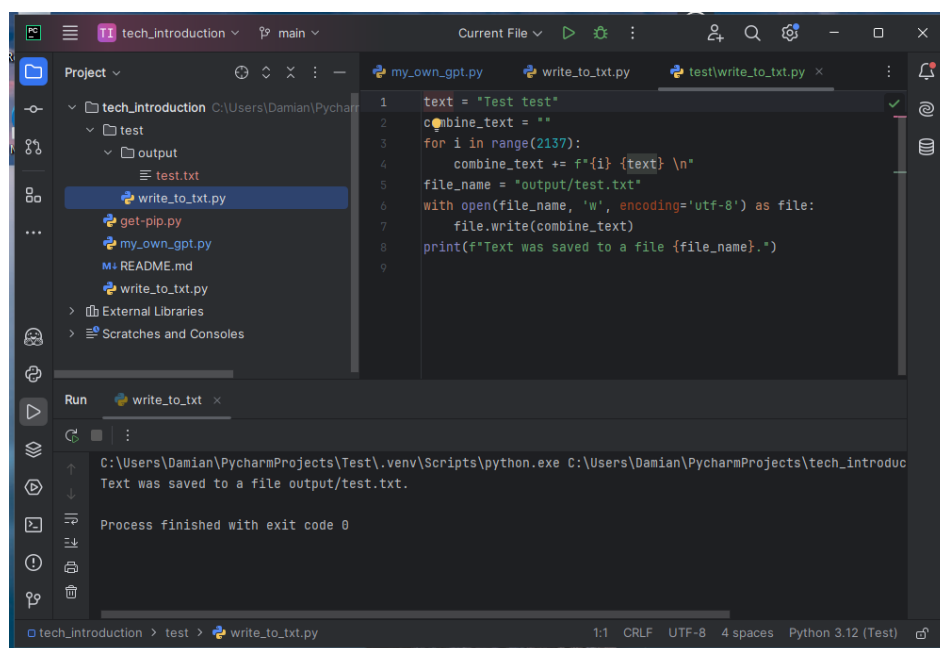 PC
TI tech_introduction main Current File
Project
my_own_gpt.py write_to_txt.py test\write_to_txt.py
tech_introduction C:\Users\Damian\Pycharm
test
output
test.txt
write_to_txt.py
get-pip.py
my_own_gpt.py
M↓ README.md
write_to_txt.py
External Libraries
Scratches and Consoles
1 text = "Test test"
2 combine_text = ""
3 for i in range(2137):
4 combine_text += f"{i} {text} \n"
5 file_name = "output/test.txt"
6 with open(file_name, 'w', encoding='utf-8') as file:
7 file.write(combine_text)
8 print(f"Text was saved to a file {file_name}.")
9
Run write_to_txt
C:\Users\Damian\PycharmProjects\Test\.venv\Scripts\python.exe C:\Users\Damian\PycharmProjects\tech_introduc
Text was saved to a file output/test.txt.
Process finished with exit code 0
tech_introduction > test > write_to_txt.py 1:1 CRLF UTF-8 4 spaces Python 3.12 (Test)